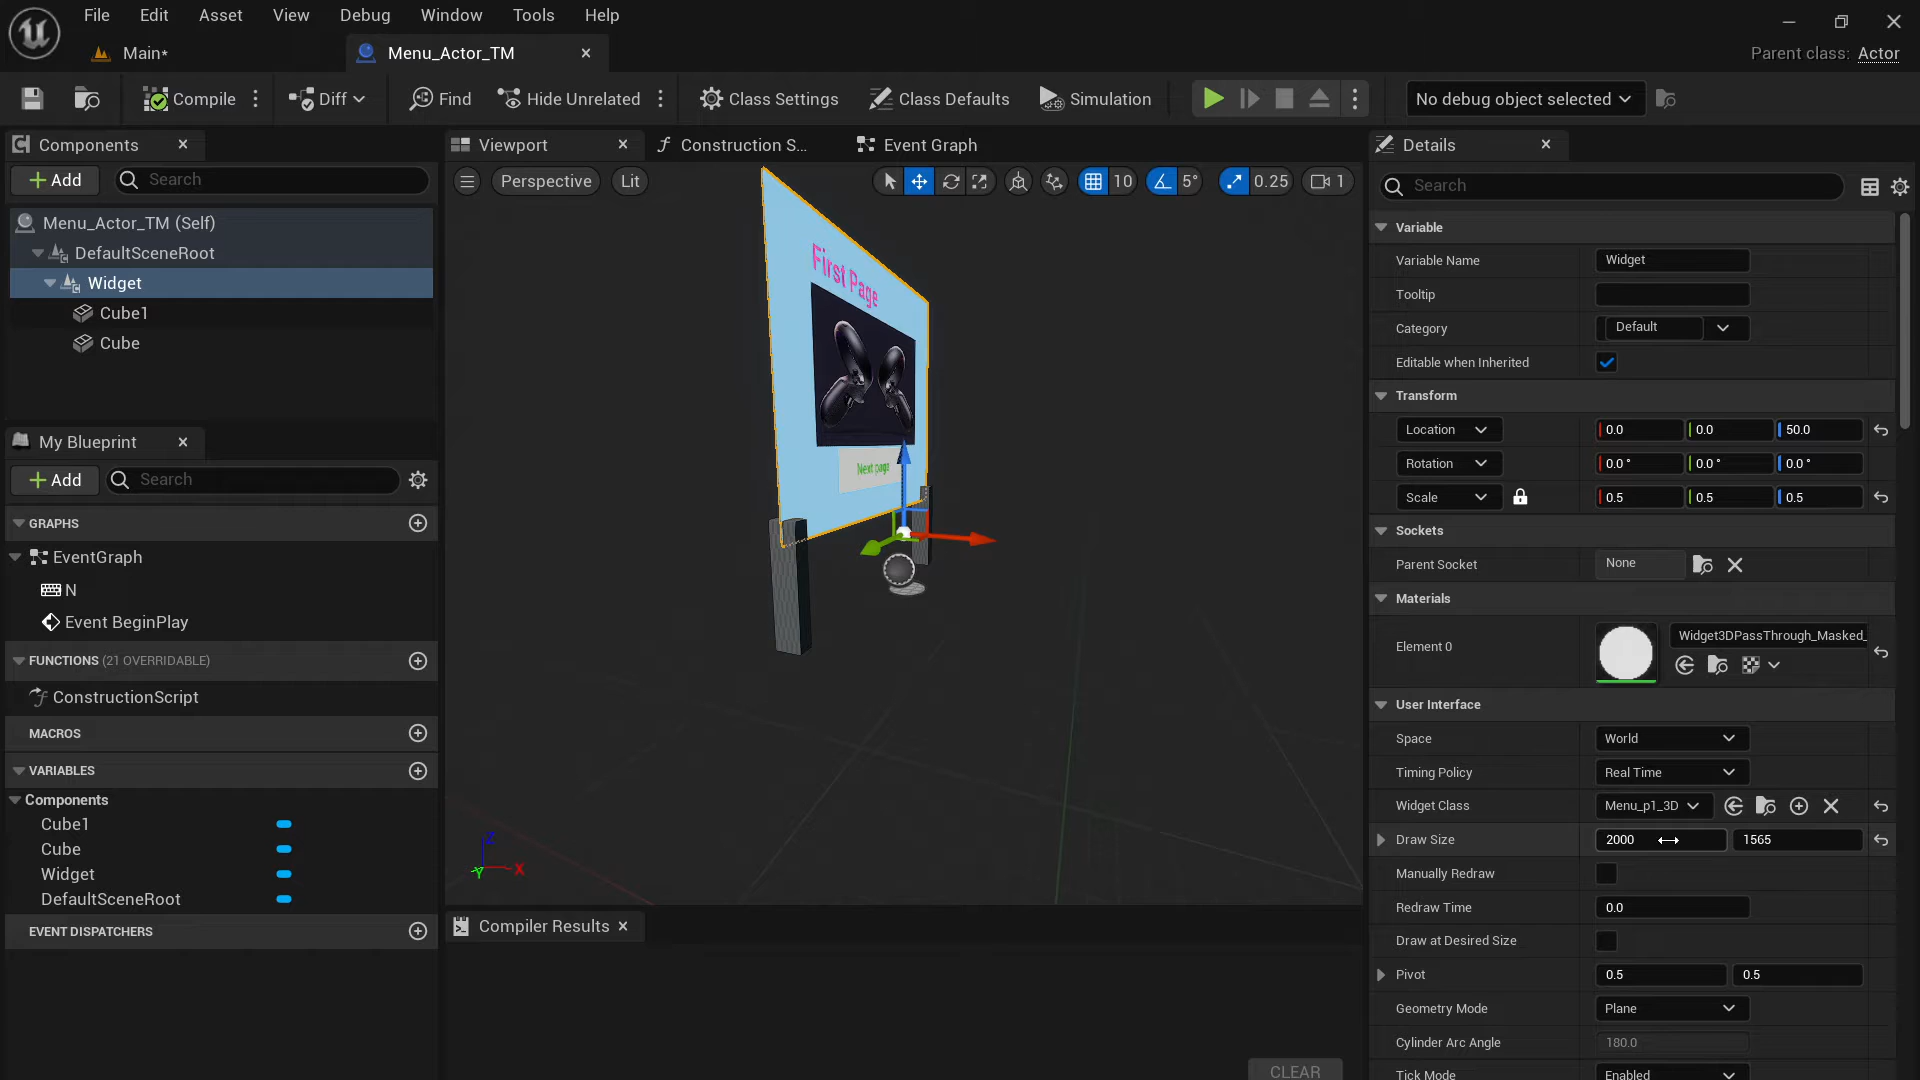 File Edit Asset View Debug Window Tools Help
Main* Menu_Actor_TM Parent class: Actor
Compile Diff Find Hide Unrelated Class Settings Class Defaults Simulation No debug object selected
Components
Add Search
Menu_Actor_TM (Self)
DefaultSceneRoot
Widget
Cube1
Cube
My Blueprint
Add Search
GRAPHS
EventGraph
N
Event BeginPlay
FUNCTIONS (21 OVERRIDABLE)
ConstructionScript
MACROS
VARIABLES
Components
Cube1
Cube
Widget
DefaultSceneRoot
EVENT DISPATCHERS
Viewport Construction S... Event Graph
Perspective Lit 10 5° 0.25 1
First Page
Next page
Z
X
Y
Compiler Results
CLEAR
Details
Search
Variable
Variable Name Widget
Tooltip
Category Default
Editable when Inherited
Transform
Location 0.0 0.0 50.0
Rotation 0.0° 0.0° 0.0°
Scale 0.5 0.5 0.5
Sockets
Parent Socket None
Materials
Element 0 Widget3DPassThrough_Masked_
User Interface
Space World
Timing Policy Real Time
Widget Class Menu_p1_3D
Draw Size 2000 1565
Manually Redraw
Redraw Time 0.0
Draw at Desired Size
Pivot 0.5 0.5
Geometry Mode Plane
Cylinder Arc Angle 180.0
Tick Mode Enabled